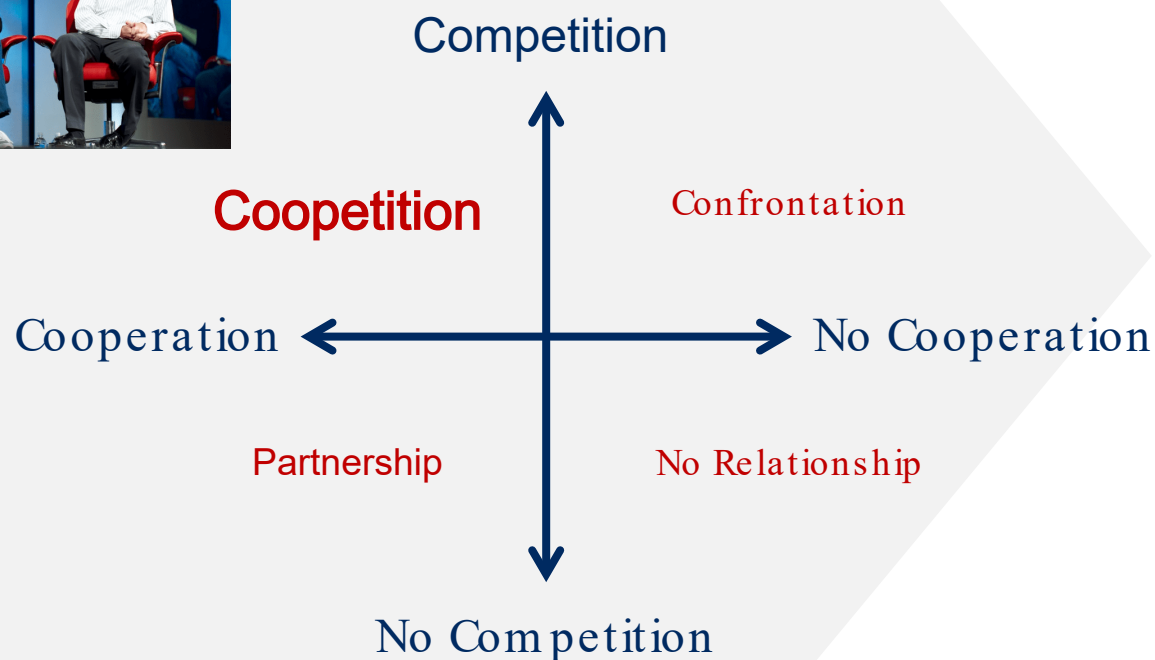 Competition
Coopetition
Confrontation
Cooperation
No Cooperation
Partnership
No Relationship
No Competition